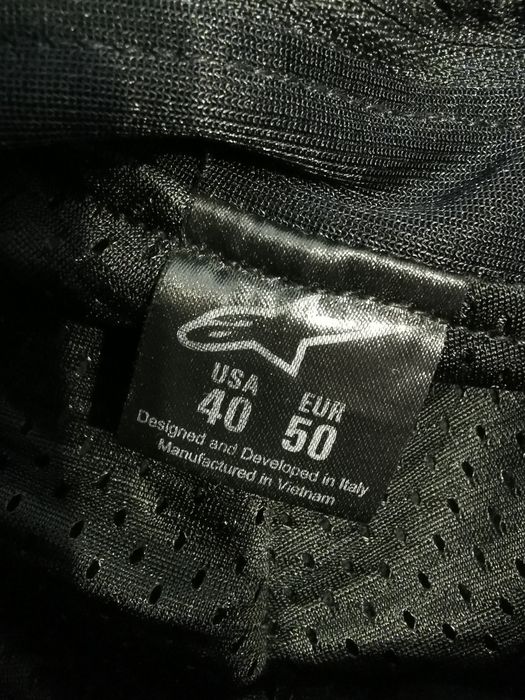 USA EUR
40 50
Designed and Developed in Italy
Manufactured in Vietnam